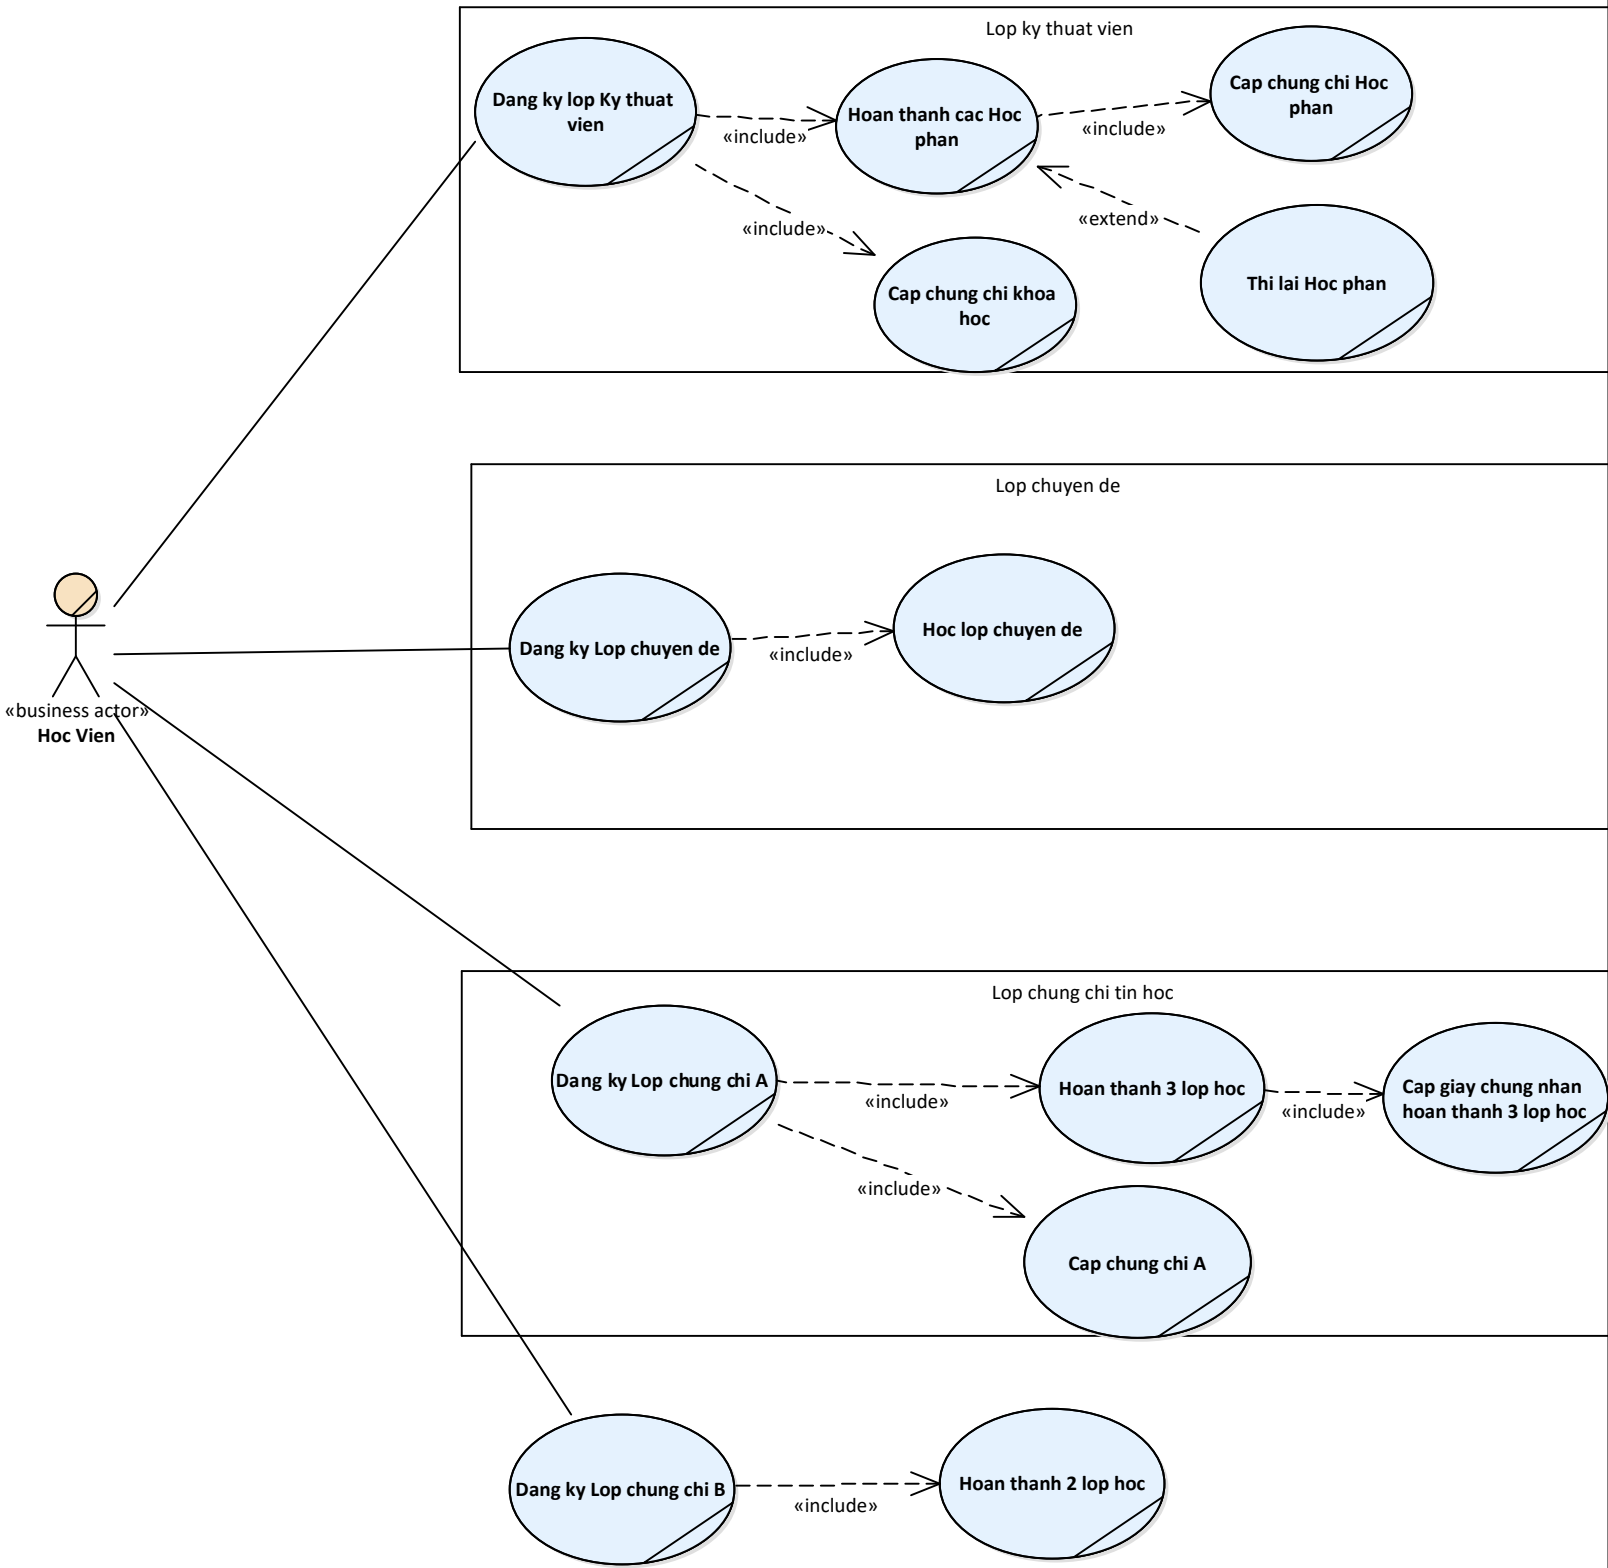 Lop ky thuat vien
Dang ky lop Ky thuat
vien
«include»
Hoan thanh cac Hoc
phan
«include»
Cap chung chi Hoc
phan
«include»
«extend»
Cap chung chi khoa
hoc
Thi lai Hoc phan
Lop chuyen de
Dang ky Lop chuyen de
«include»
Hoc lop chuyen de
«business actor»
Hoc Vien
Lop chung chi tin hoc
Dang ky Lop chung chi A
«include»
Hoan thanh 3 lop hoc
«include»
Cap giay chung nhan
hoan thanh 3 lop hoc
«include»
Cap chung chi A
Dang ky Lop chung chi B
«include»
Hoan thanh 2 lop hoc